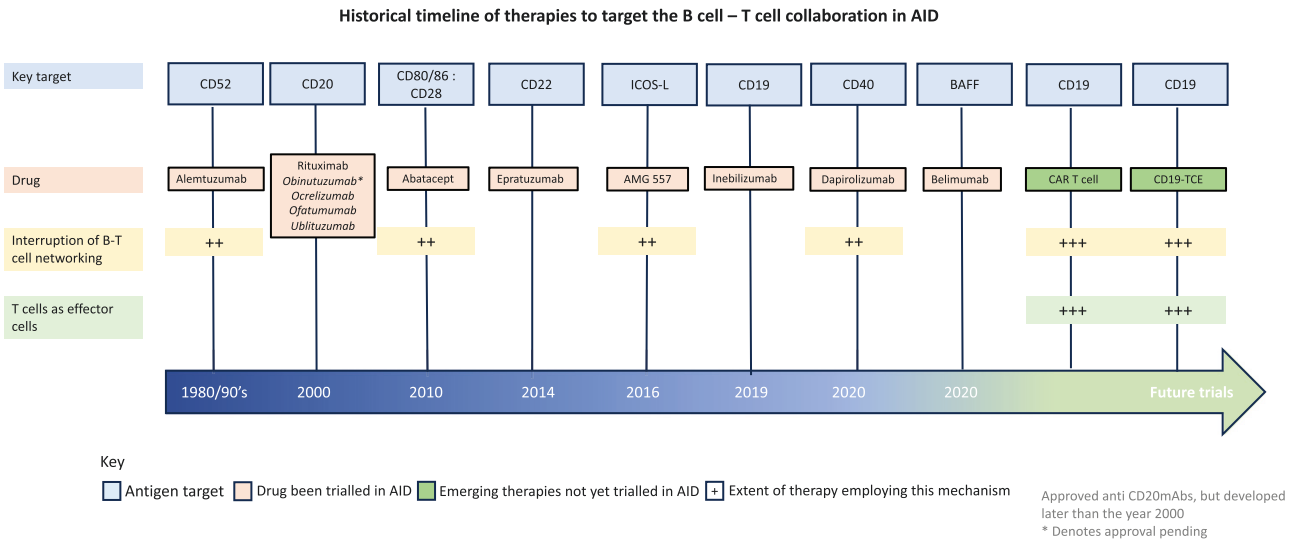 Historical timeline of therapies to target the B cell – T cell collaboration in AID
Key target
CD52
CD20
CD80/86 :
CD28
CD22
ICOS-L
CD19
CD40
BAFF
CD19
CD19
Drug
Alemtuzumab
Rituximab
Obinutuzumab*
Ocrelizumab
Ofatumumab
Ublituzumab
Abatacept
Epratuzumab
AMG 557
Inebilizumab
Dapirolizumab
Belimumab
CAR T cell
CD19-TCE
Interruption of B-T
cell networking
++
++
++
++
+++
+++
T cells as effector
cells
+++
+++
1980/90’s
2000
2010
2014
2016
2019
2020
2020
Future trials
Key
Antigen target
Drug been trialled in AID
Emerging therapies not yet trialled in AID
+
Extent of therapy employing this mechanism
Approved anti CD20mAbs, but developed
later than the year 2000
* Denotes approval pending